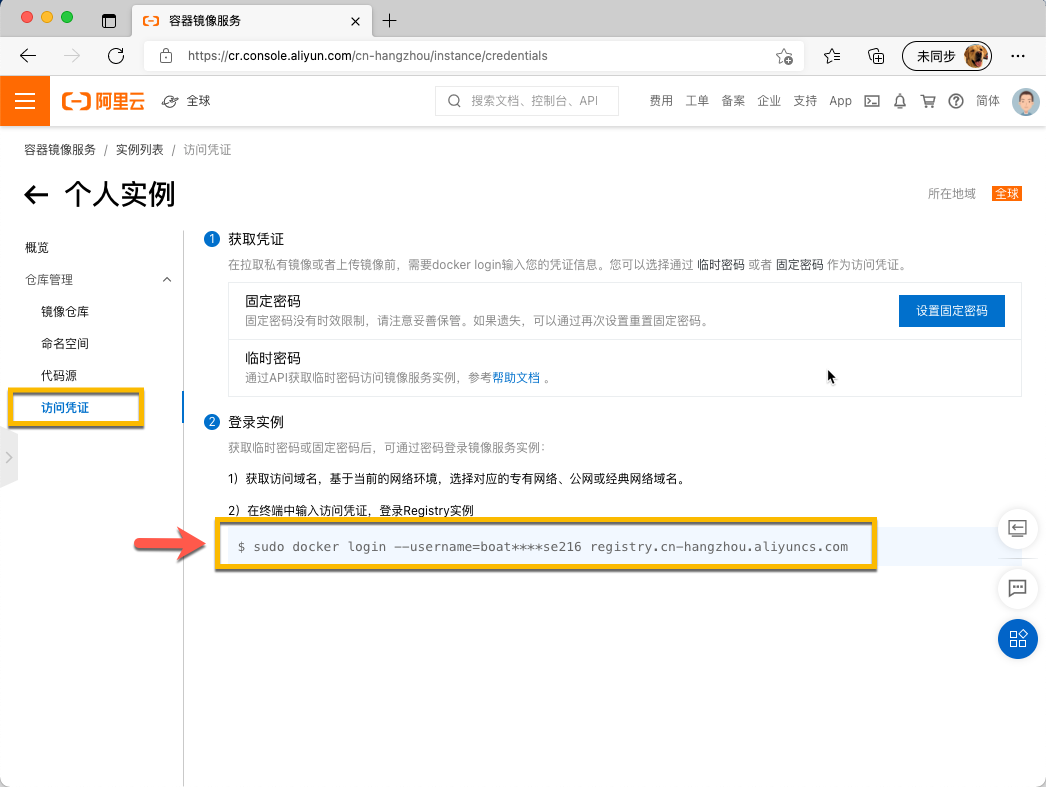 容器镜像服务
https://cr.console.aliyun.com/cn-hangzhou/instance/credentials
未同步
阿里云
全球
搜索文档、控制台、API
费用 工单 备案 企业 支持 App 简体
容器镜像服务 / 实例列表 / 访问凭证
个人实例
所在地域 全球
概览
仓库管理
镜像仓库
命名空间
代码源
访问凭证
1 获取凭证
在拉取私有镜像或者上传镜像前，需要docker login输入您的凭证信息。您可以选择通过 临时密码 或者 固定密码 作为访问凭证。
固定密码
固定密码没有时效限制，请注意妥善保管。如果遗失，可以通过再次设置重置固定密码。
设置固定密码
临时密码
通过API获取临时密码访问镜像服务实例，参考帮助文档 。
2 登录实例
获取临时密码或固定密码后，可通过密码登录镜像服务实例：
1）获取访问域名，基于当前的网络环境，选择对应的专有网络、公网或经典网络域名。
2）在终端中输入访问凭证，登录Registry实例
$ sudo docker login --username=boat****se216 registry.cn-hangzhou.aliyuncs.com